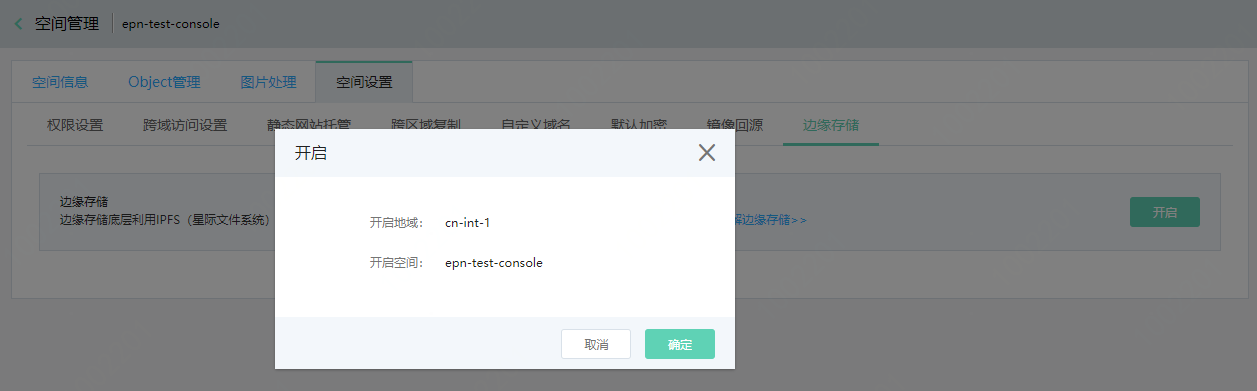 空间管理 epn-test-console
空间信息 Object管理 图片处理 空间设置
权限设置 跨域访问设置 静态网站托管 跨区域复制 自定义域名 默认加密 镜像回源 边缘存储
开启
边缘存储
边缘存储底层利用IPFS（星际文件系统） 解边缘存储>> 开启
开启地域： cn-int-1
开启空间： epn-test-console
取消 确定